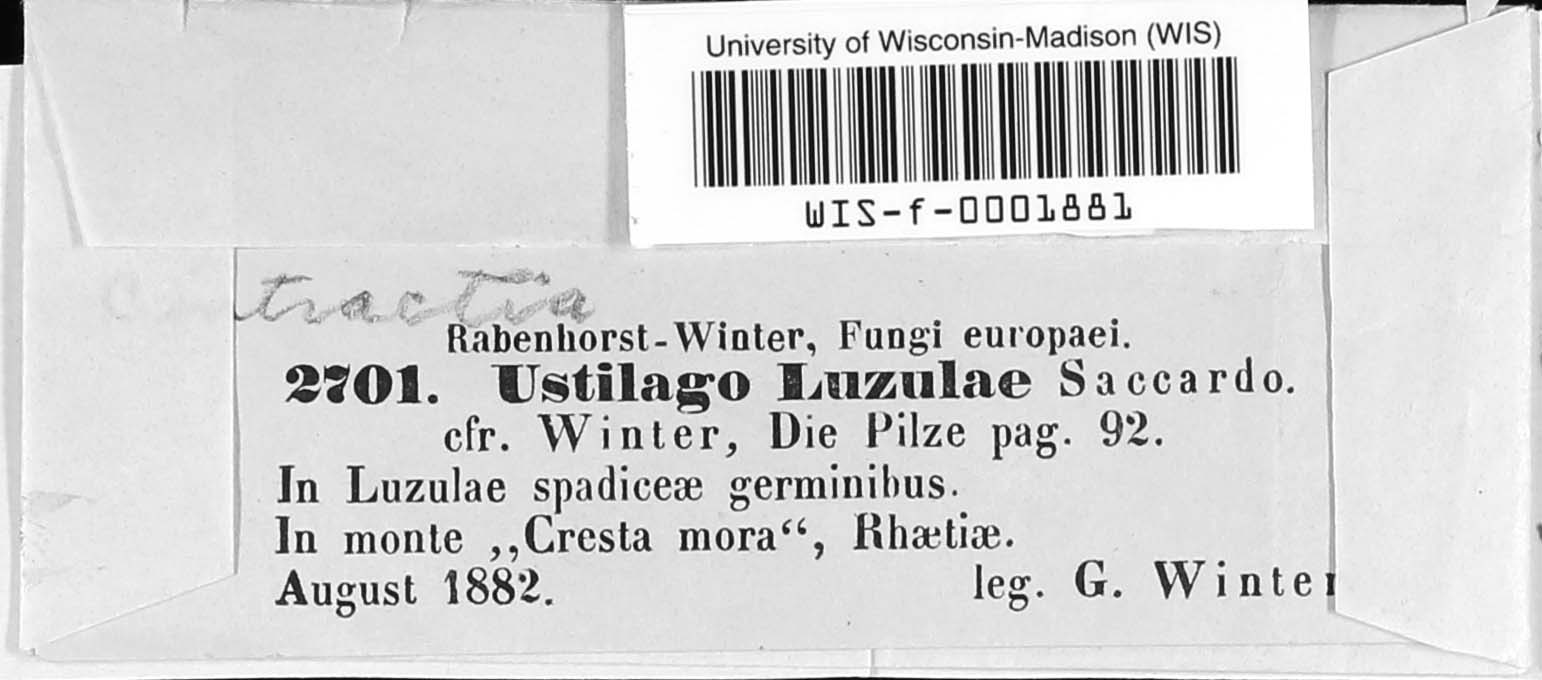 University of Wisconsin-Madison (WIS)
WIS-f-0001881
tractia
Rabenhorst-Winter, Fungi europaei.
2701. Ustilago Luzulae Saccardo.
cfr. Winter, Die Pilze pag. 92.
In Luzulae spadiceæ germinibus.
In monte „Cresta mora“, Rhætiæ.
August 1882. leg. G. Winter